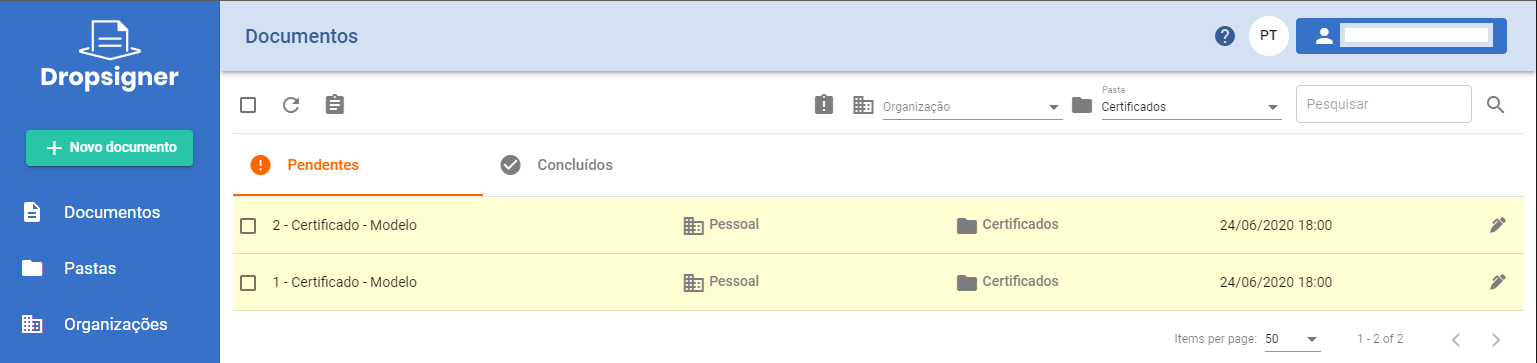 Dropsigner
Documentos
PT
Novo documento
Documentos
Pastas
Organizações
Organização
Pasta
Certificados
Pesquisar
Pendentes
Concluídos
2 - Certificado - Modelo Pessoal Certificados 24/06/2020 18:00
1 - Certificado - Modelo Pessoal Certificados 24/06/2020 18:00
Items per page: 50 1 - 2 of 2